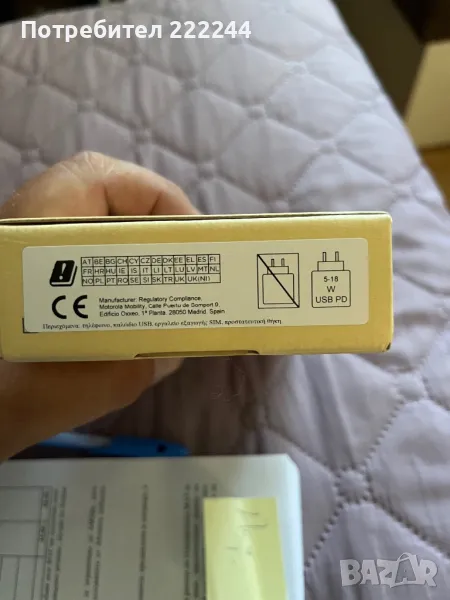 Потребител 222244
AT BE BG CH CY CZ DE DK EE EL ES FI
FR HR HU IE IS IT LI LT LU LV MT NL
NO PL PT RO SE SI SK TR UK UK(NI)
CE
Manufacturer: Regulatory Compliance,
Motorola Mobility, Calle Puerto de Somport 9,
Edificio Oxxeo, 1ª Planta, 28050 Madrid, Spain
Περιεχόμενα: τηλέφωνο, καλώδιο USB, εργαλείο εξαγωγής SIM, προστατευτική θήκη.
5-18
W
USB PD
BAZAR